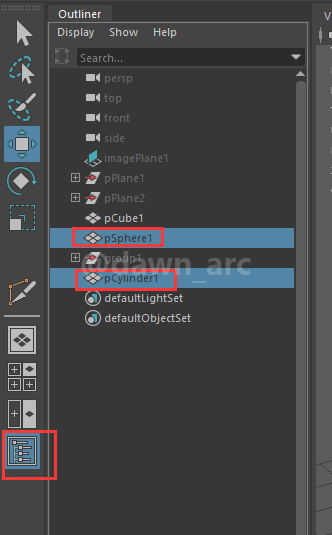 Outliner
V
Display Show Help
Search...
persp
top
front
side
imagePlane1
pPlane1
pPlane2
pCube1
pSphere1
group1
@dawn_arc
pCylinder1
defaultLightSet
defaultObjectSet